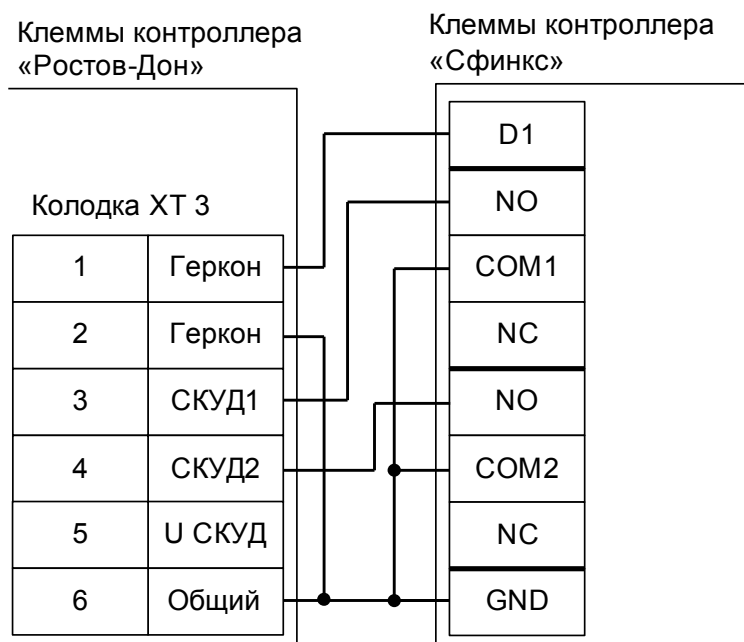 Клеммы контроллера
«Ростов-Дон»
Клеммы контроллера
«Сфинкс»
Колодка XT 3
1 Геркон
2 Геркон
3 СКУД1
4 СКУД2
5 U СКУД
6 Общий
D1
NO
COM1
NC
NO
COM2
NC
GND